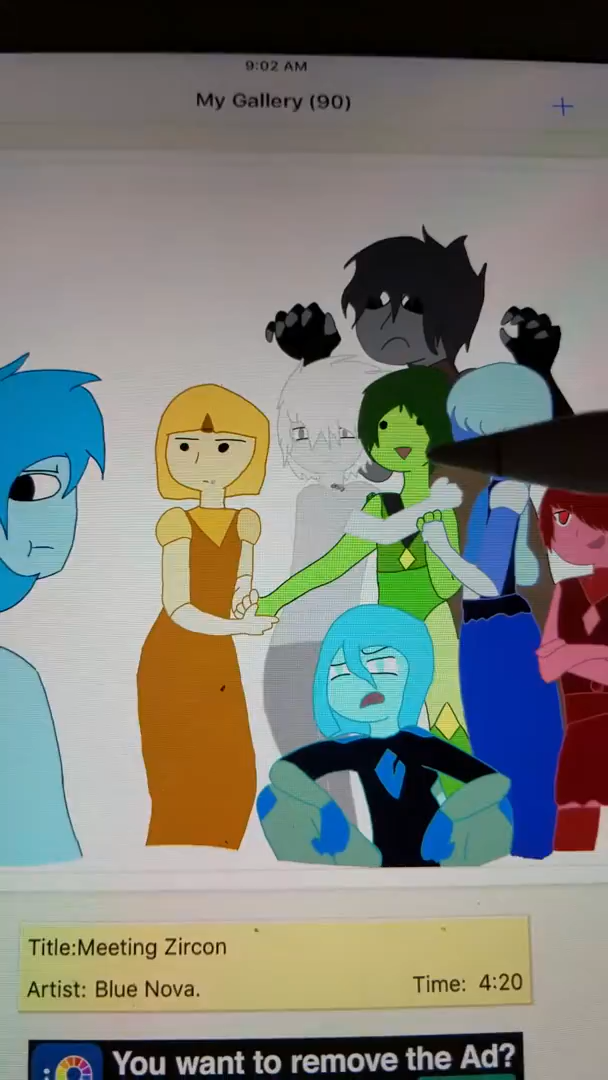 9:02 AM
My Gallery (90)
+
Title:Meeting Zircon
Artist: Blue Nova.
Time: 4:20
You want to remove the Ad?